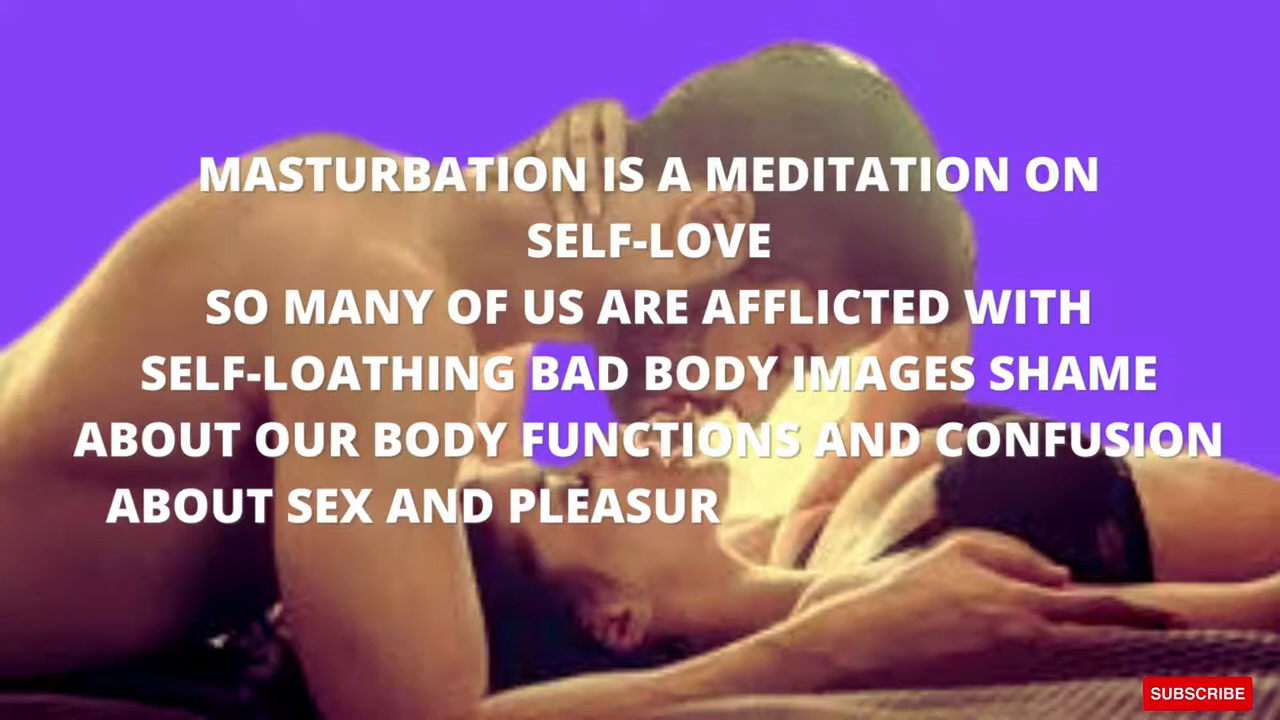 MASTURBATION IS A MEDITATION ON
SELF-LOVE
SO MANY OF US ARE AFFLICTED WITH
SELF-LOATHING BAD BODY IMAGES SHAME
ABOUT OUR BODY FUNCTIONS AND CONFUSION
ABOUT SEX AND PLEASUR
SUBSCRIBE